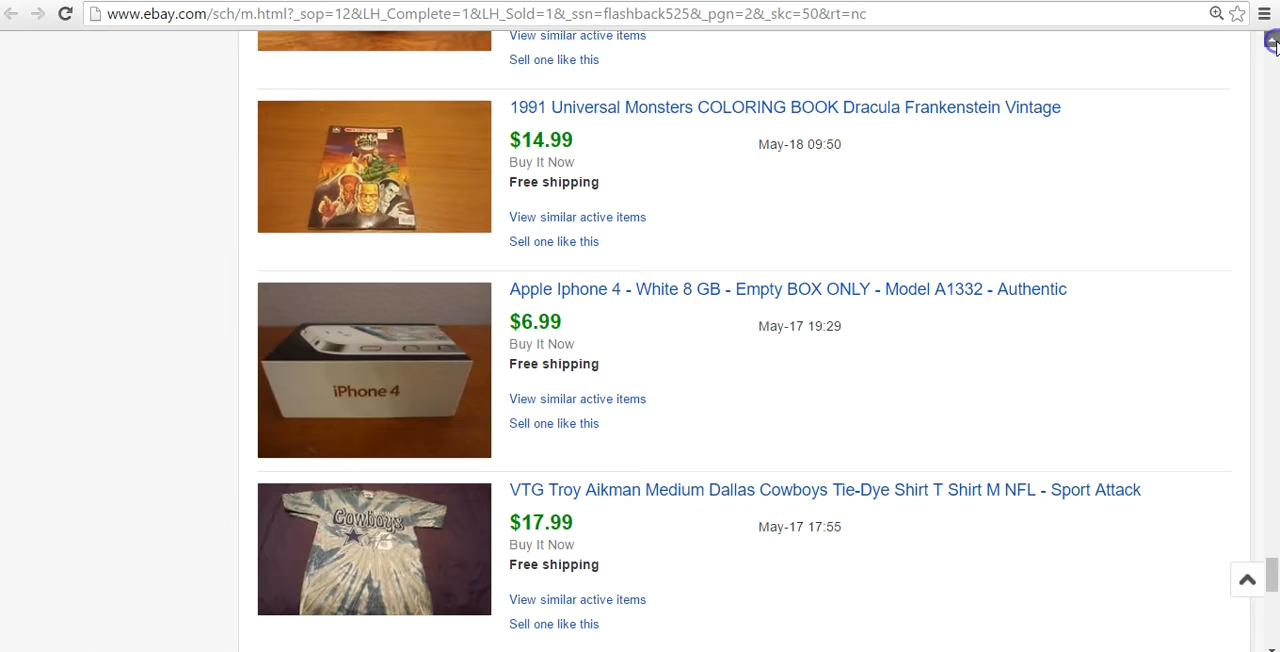 www.ebay.com/sch/m.html?_sop=12&LH_Complete=1&LH_Sold=1&_ssn=flashback525&_pgn=2&_skc=50&rt=nc
View similar active items
Sell one like this
1991 Universal Monsters COLORING BOOK Dracula Frankenstein Vintage
$14.99
May-18 09:50
Buy It Now
Free shipping
View similar active items
Sell one like this
Apple Iphone 4 - White 8 GB - Empty BOX ONLY - Model A1332 - Authentic
$6.99
May-17 19:29
Buy It Now
Free shipping
iPhone 4
View similar active items
Sell one like this
VTG Troy Aikman Medium Dallas Cowboys Tie-Dye Shirt T Shirt M NFL - Sport Attack
$17.99
May-17 17:55
Cowboys
Buy It Now
Free shipping
View similar active items
Sell one like this